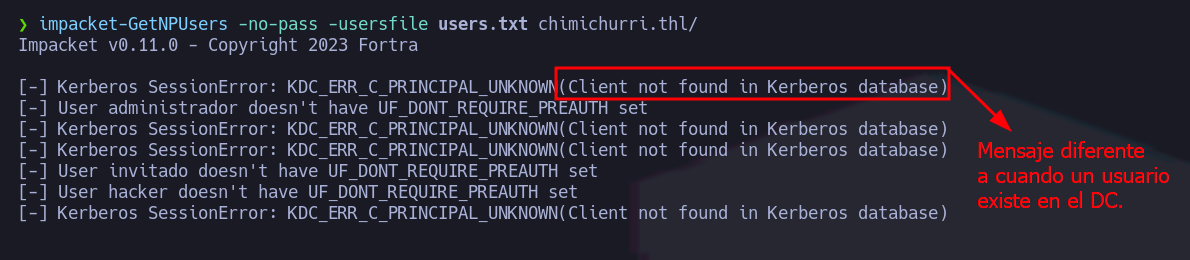 ❯ impacket-GetNPUsers -no-pass -usersfile users.txt chimichurri.thl/
Impacket v0.11.0 - Copyright 2023 Fortra
[-] Kerberos SessionError: KDC_ERR_C_PRINCIPAL_UNKNOWN(Client not found in Kerberos database)
[-] User administrador doesn't have UF_DONT_REQUIRE_PREAUTH set
[-] Kerberos SessionError: KDC_ERR_C_PRINCIPAL_UNKNOWN(Client not found in Kerberos database)
[-] Kerberos SessionError: KDC_ERR_C_PRINCIPAL_UNKNOWN(Client not found in Kerberos database)
[-] User invitado doesn't have UF_DONT_REQUIRE_PREAUTH set
[-] User hacker doesn't have UF_DONT_REQUIRE_PREAUTH set
[-] Kerberos SessionError: KDC_ERR_C_PRINCIPAL_UNKNOWN(Client not found in Kerberos database)
Mensaje diferente
a cuando un usuario
existe en el DC.